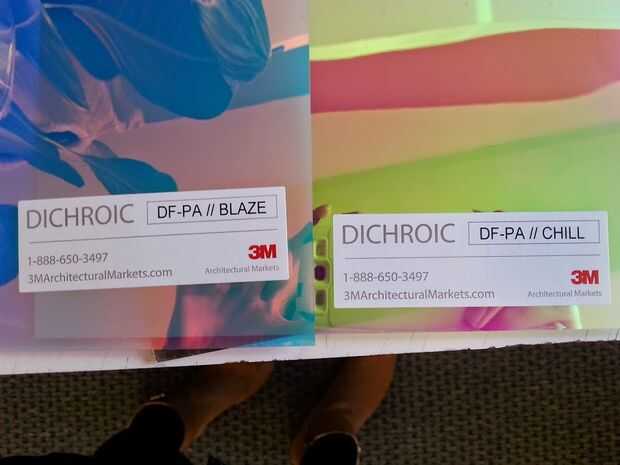 DICHROIC DF-PA // BLAZE
1-888-650-3497 3M
3MArchitecturalMarkets.com Architectural Markets
DICHROIC DF-PA // CHILL
1-888-650-3497 3M
3MArchitecturalMarkets.com Architectural Markets